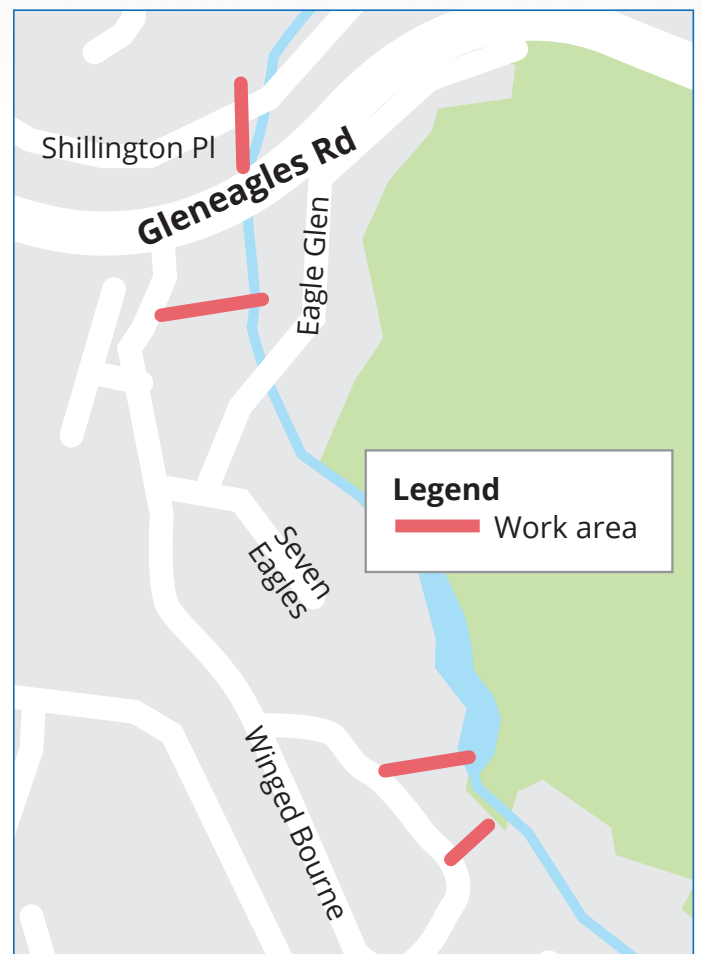 Shillington Pl
Gleneagles Rd
Eagle Glen
Legend
Work area
Seven
Eagles
Winged Bourne